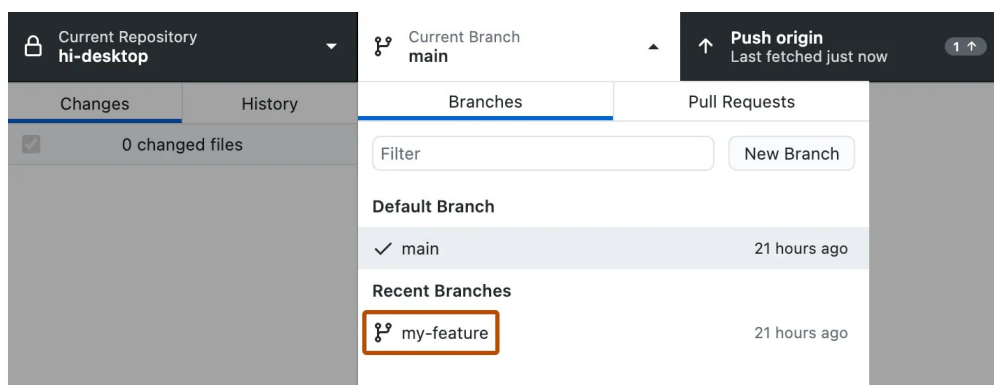 Current Repository
hi-desktop
Current Branch
main
Push origin
Last fetched just now
1
Changes
History
Branches
Pull Requests
0 changed files
Filter
New Branch
Default Branch
main
21 hours ago
Recent Branches
my-feature
21 hours ago